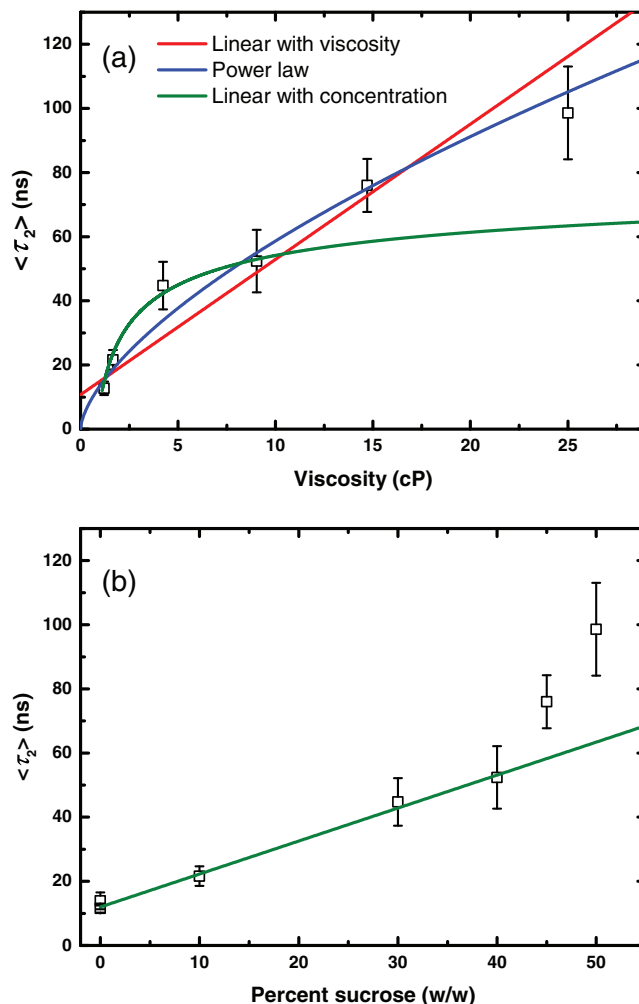 (a)
Linear with viscosity
Power law
Linear with concentration
120
100
80
60
40
20
0
<τ2> (ns)
0 5 10 15 20 25
Viscosity (cP)
(b)
120
100
80
60
40
20
0
<τ2> (ns)
0 10 20 30 40 50
Percent sucrose (w/w)